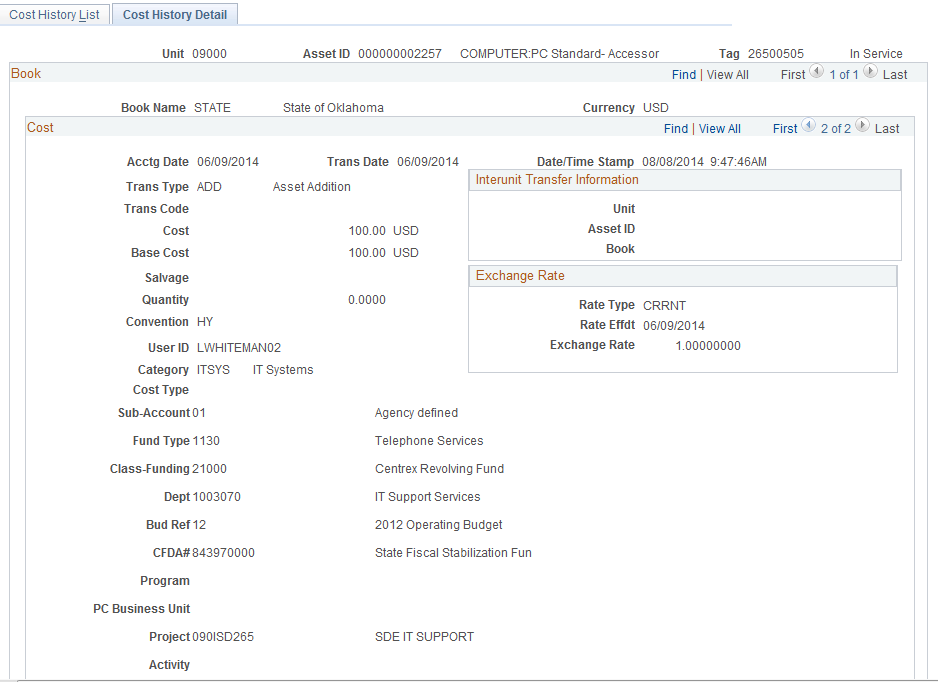 Cost History List Cost History Detail
Unit 09000 Asset ID 000000002257 COMPUTER:PC Standard- Accessor Tag 26500505 In Service
Book Find | View All First 1 of 1 Last
Book Name STATE State of Oklahoma Currency USD
Cost Find | View All First 2 of 2 Last
Acctg Date 06/09/2014 Trans Date 06/09/2014 Date/Time Stamp 08/08/2014 9:47:46AM
Trans Type ADD Asset Addition
Trans Code
Cost 100.00 USD
Base Cost 100.00 USD
Salvage
Quantity 0.0000
Convention HY
User ID LWHITEMAN02
Category ITSYS IT Systems
Cost Type
Interunit Transfer Information
Unit
Asset ID
Book
Exchange Rate
Rate Type CRRNT
Rate Effdt 06/09/2014
Exchange Rate 1.00000000
Sub-Account 01 Agency defined
Fund Type 1130 Telephone Services
Class-Funding 21000 Centrex Revolving Fund
Dept 1003070 IT Support Services
Bud Ref 12 2012 Operating Budget
CFDA# 843970000 State Fiscal Stabilization Fun
Program
PC Business Unit
Project 090ISD265 SDE IT SUPPORT
Activity